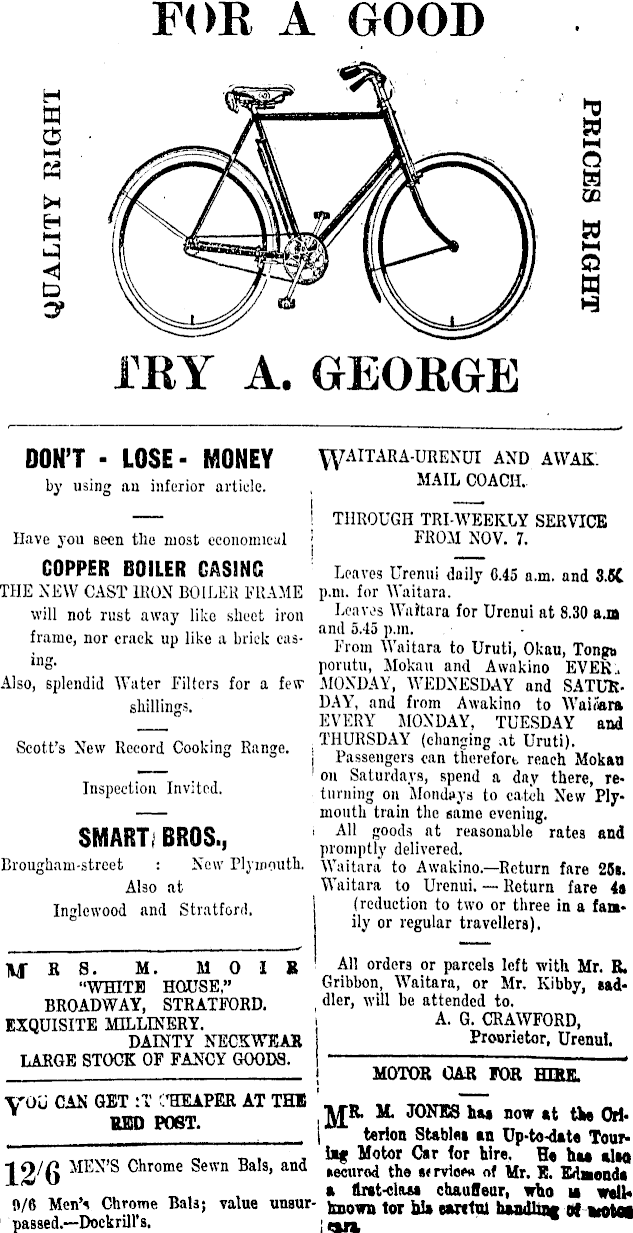 FOR A GOOD
QUALITY RIGHT
PRICES RIGHT
TRY A. GEORGE
DON'T - LOSE - MONEY
by using an inferior article.
Have you seen the most economical
COPPER BOILER CASING
THE NEW CAST IRON BOILER FRAME
will not rust away like sheet iron
frame, nor crack up like a brick cas-
ing.
Also, splendid Water Filters for a few
shillings.
Scott's New Record Cooking Range.
Inspection Invited.
SMART BROS.,
Brougham-street : New Plymouth.
Also at
Inglewood and Stratford.
MRS. M. MOIR
"WHITE HOUSE,"
BROADWAY, STRATFORD.
EXQUISITE MILLINERY.
DAINTY NECKWEAR
LARGE STOCK OF FANCY GOODS.
YOU CAN GET IT CHEAPER AT THE
RED POST.
12/6 MEN'S Chrome Sewn Bals, and
9/6 Men's Chrome Bals; value unsur-
passed.—Dockrill's.
WAITARA-URENUI AND AWAK.
MAIL COACH.
THROUGH TRI-WEEKLY SERVICE
FROM NOV. 7.
Leaves Urenui daily 6.45 a.m. and 3.50
p.m. for Waitara.
Leaves Waitara for Urenui at 8.30 a.m
and 5.45 p.m.
From Waitara to Uruti, Okau, Tonga
porutu, Mokau and Awakino EVER.
MONDAY, WEDNESDAY and SATUR-
DAY, and from Awakino to Waitara
EVERY MONDAY, TUESDAY and
THURSDAY (changing at Uruti).
Passengers can therefore reach Mokau
on Saturdays, spend a day there, re-
turning on Mondays to catch New Ply-
mouth train the same evening.
All goods at reasonable rates and
promptly delivered.
Waitara to Awakino.—Return fare 25s.
Waitara to Urenui. — Return fare 4s
(reduction to two or three in a fam-
ily or regular travellers).
All orders or parcels left with Mr. R.
Gribbon, Waitara, or Mr. Kibby, sad-
dler, will be attended to.
A. G. CRAWFORD,
Proprietor, Urenui.
MOTOR CAR FOR HIRE.
MR. M. JONES has now at the Cri-
terion Stables an Up-to-date Tour-
ing Motor Car for hire. He has also
secured the services of Mr. E. Edmonds
a first-class chauffeur, who is well-
known for his careful handling of motor
cars.